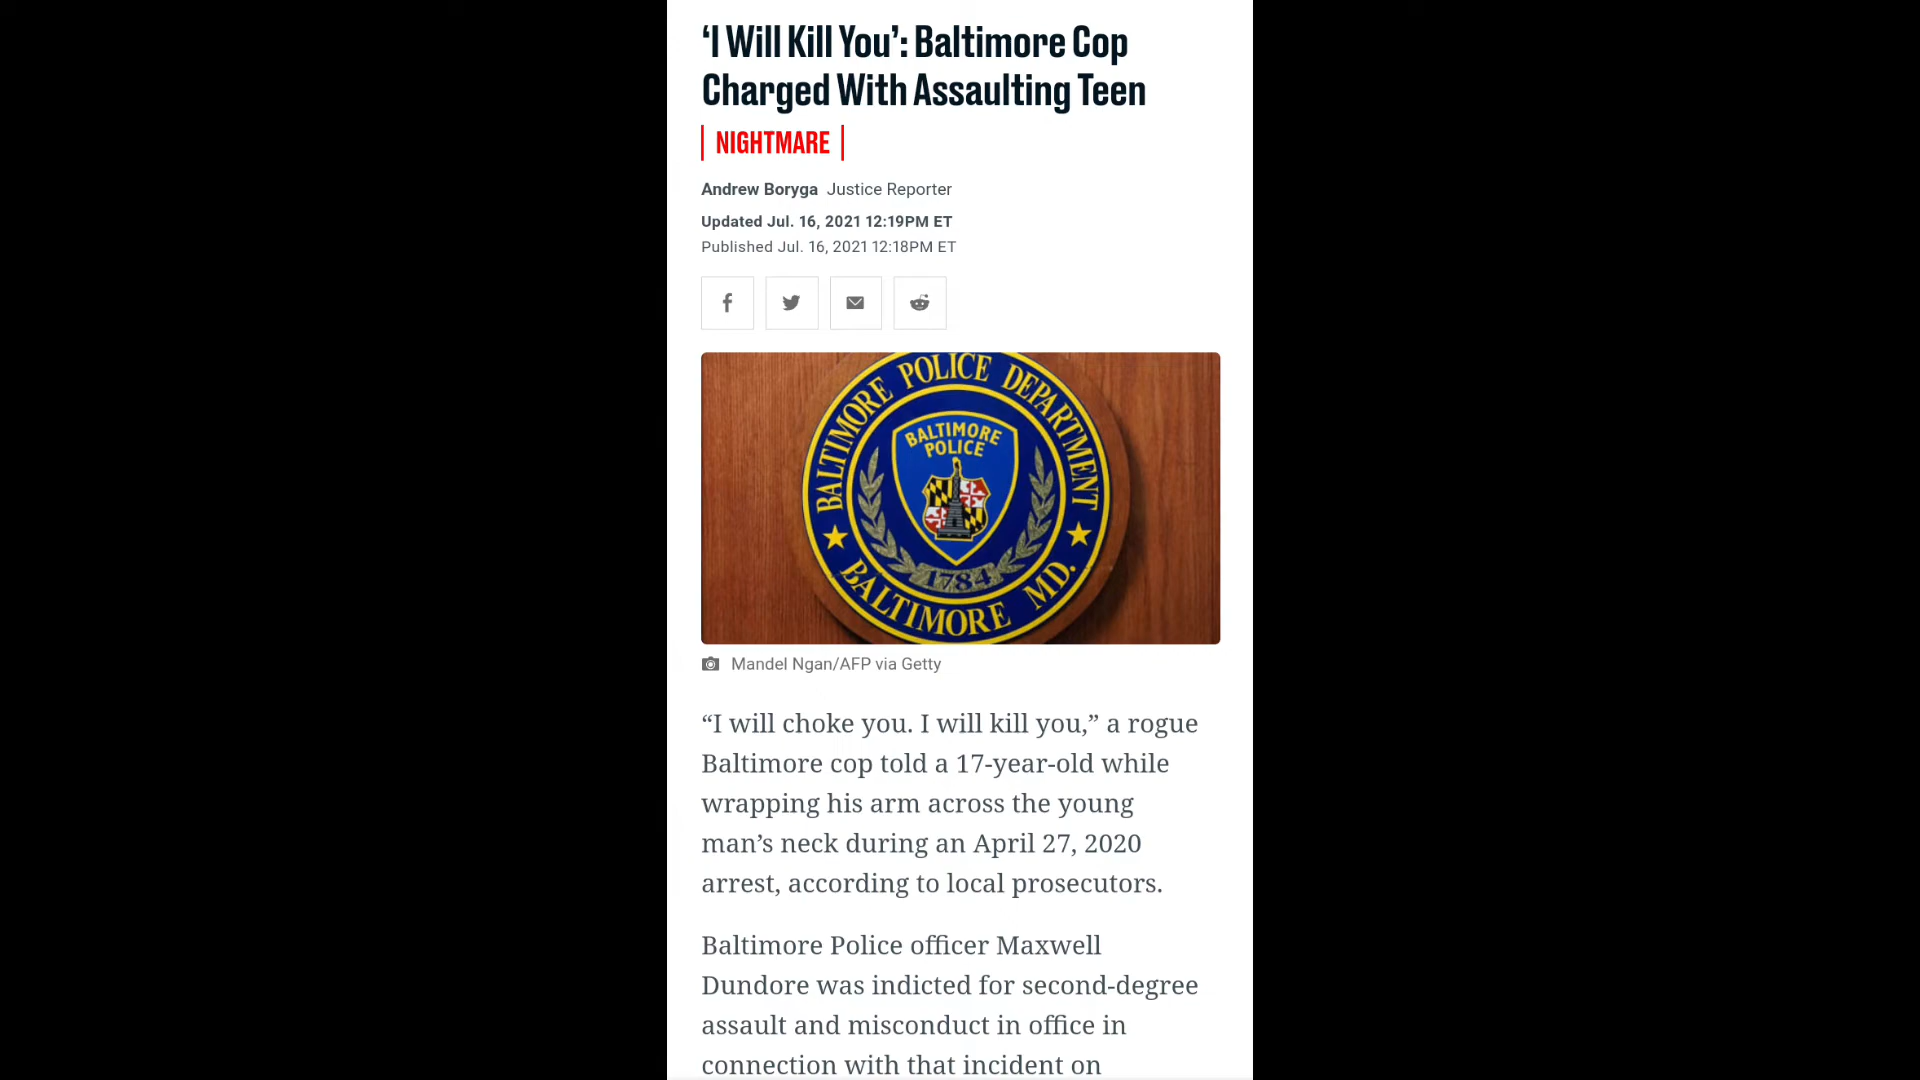 ‘I Will Kill You’: Baltimore Cop
Charged With Assaulting Teen
NIGHTMARE
Andrew Boryga Justice Reporter
Updated Jul. 16, 2021 12:19PM ET
Published Jul. 16, 2021 12:18PM ET
BALTIMORE POLICE DEPARTMENT
BALTIMORE
POLICE
1784
BALTIMORE MD.
Mandel Ngan/AFP via Getty
“I will choke you. I will kill you,” a rogue
Baltimore cop told a 17-year-old while
wrapping his arm across the young
man’s neck during an April 27, 2020
arrest, according to local prosecutors.
Baltimore Police officer Maxwell
Dundore was indicted for second-degree
assault and misconduct in office in
connection with that incident on